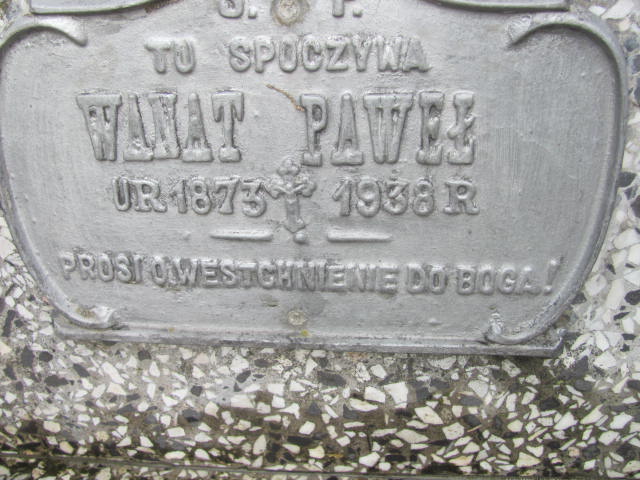 Ś. P.
TU SPOCZYWA
WANAT PAWEŁ
UR 1873 1938 R
PROSI O WESTCHNIENIE DO BOGA!